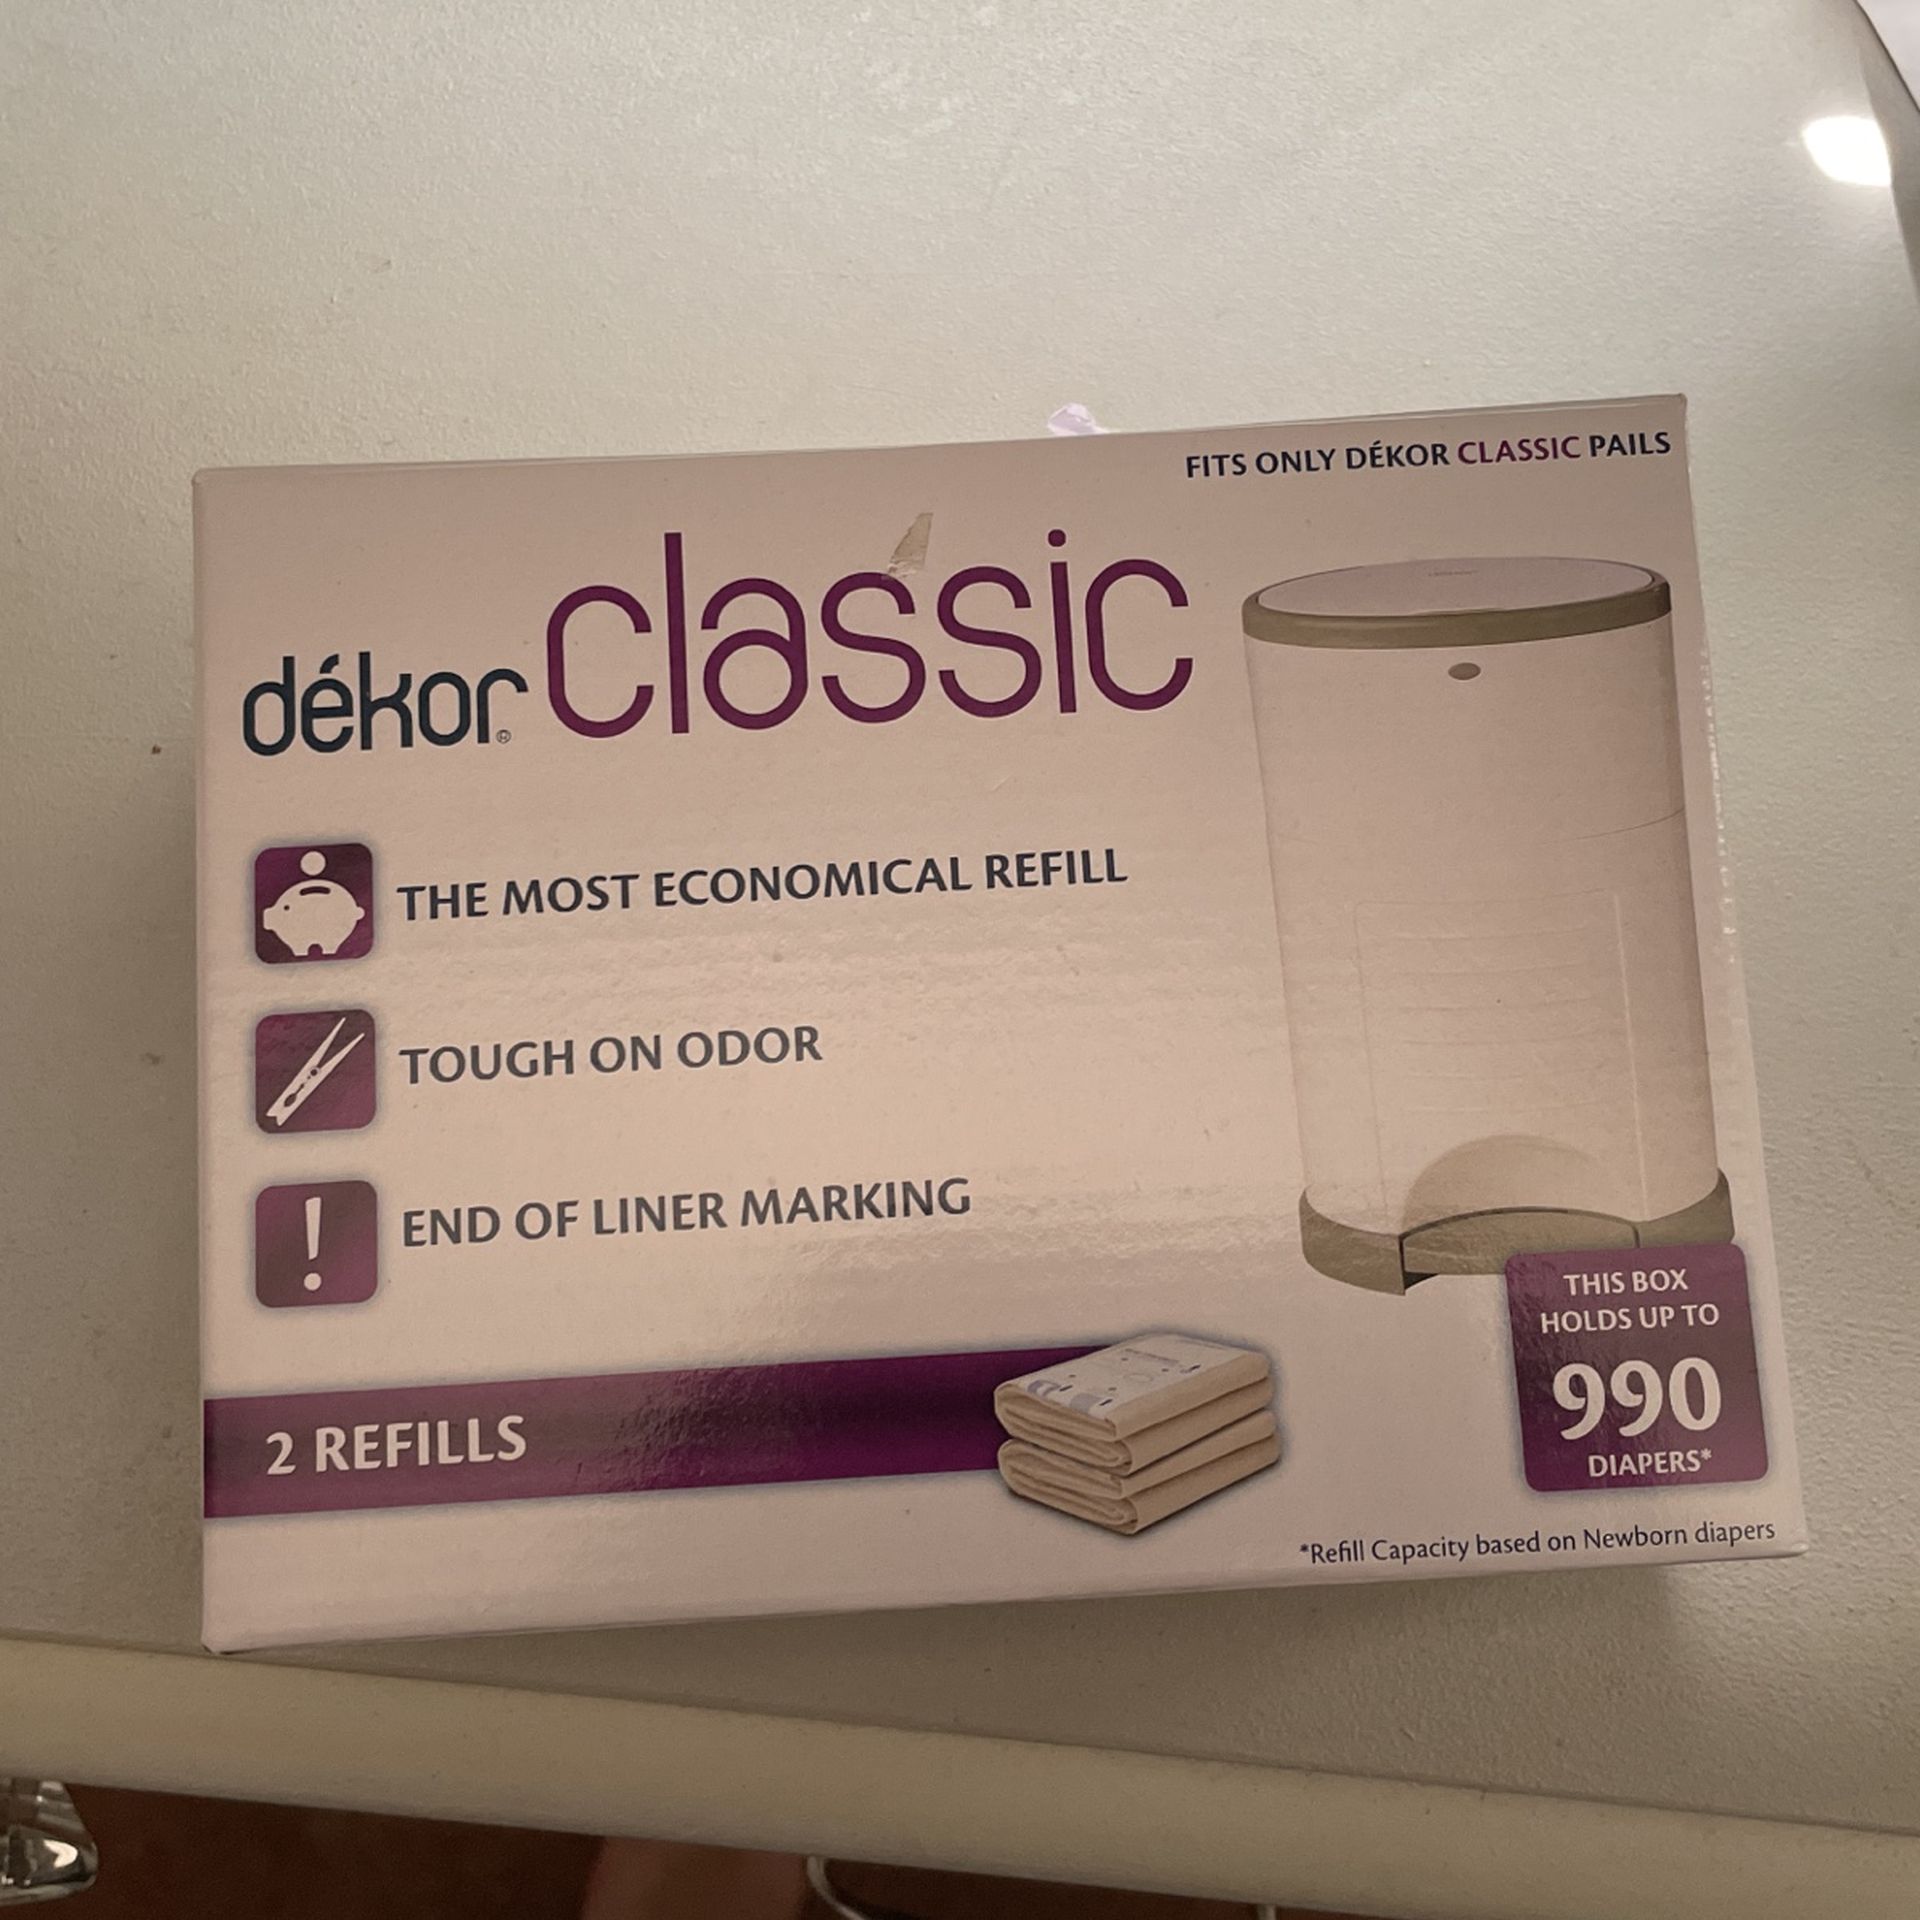 FITS ONLY DÉKOR CLASSIC PAILS
dékor® classic
THE MOST ECONOMICAL REFILL
TOUGH ON ODOR
END OF LINER MARKING
2 REFILLS
THIS BOX
HOLDS UP TO
990
DIAPERS*
*Refill Capacity based on Newborn diapers